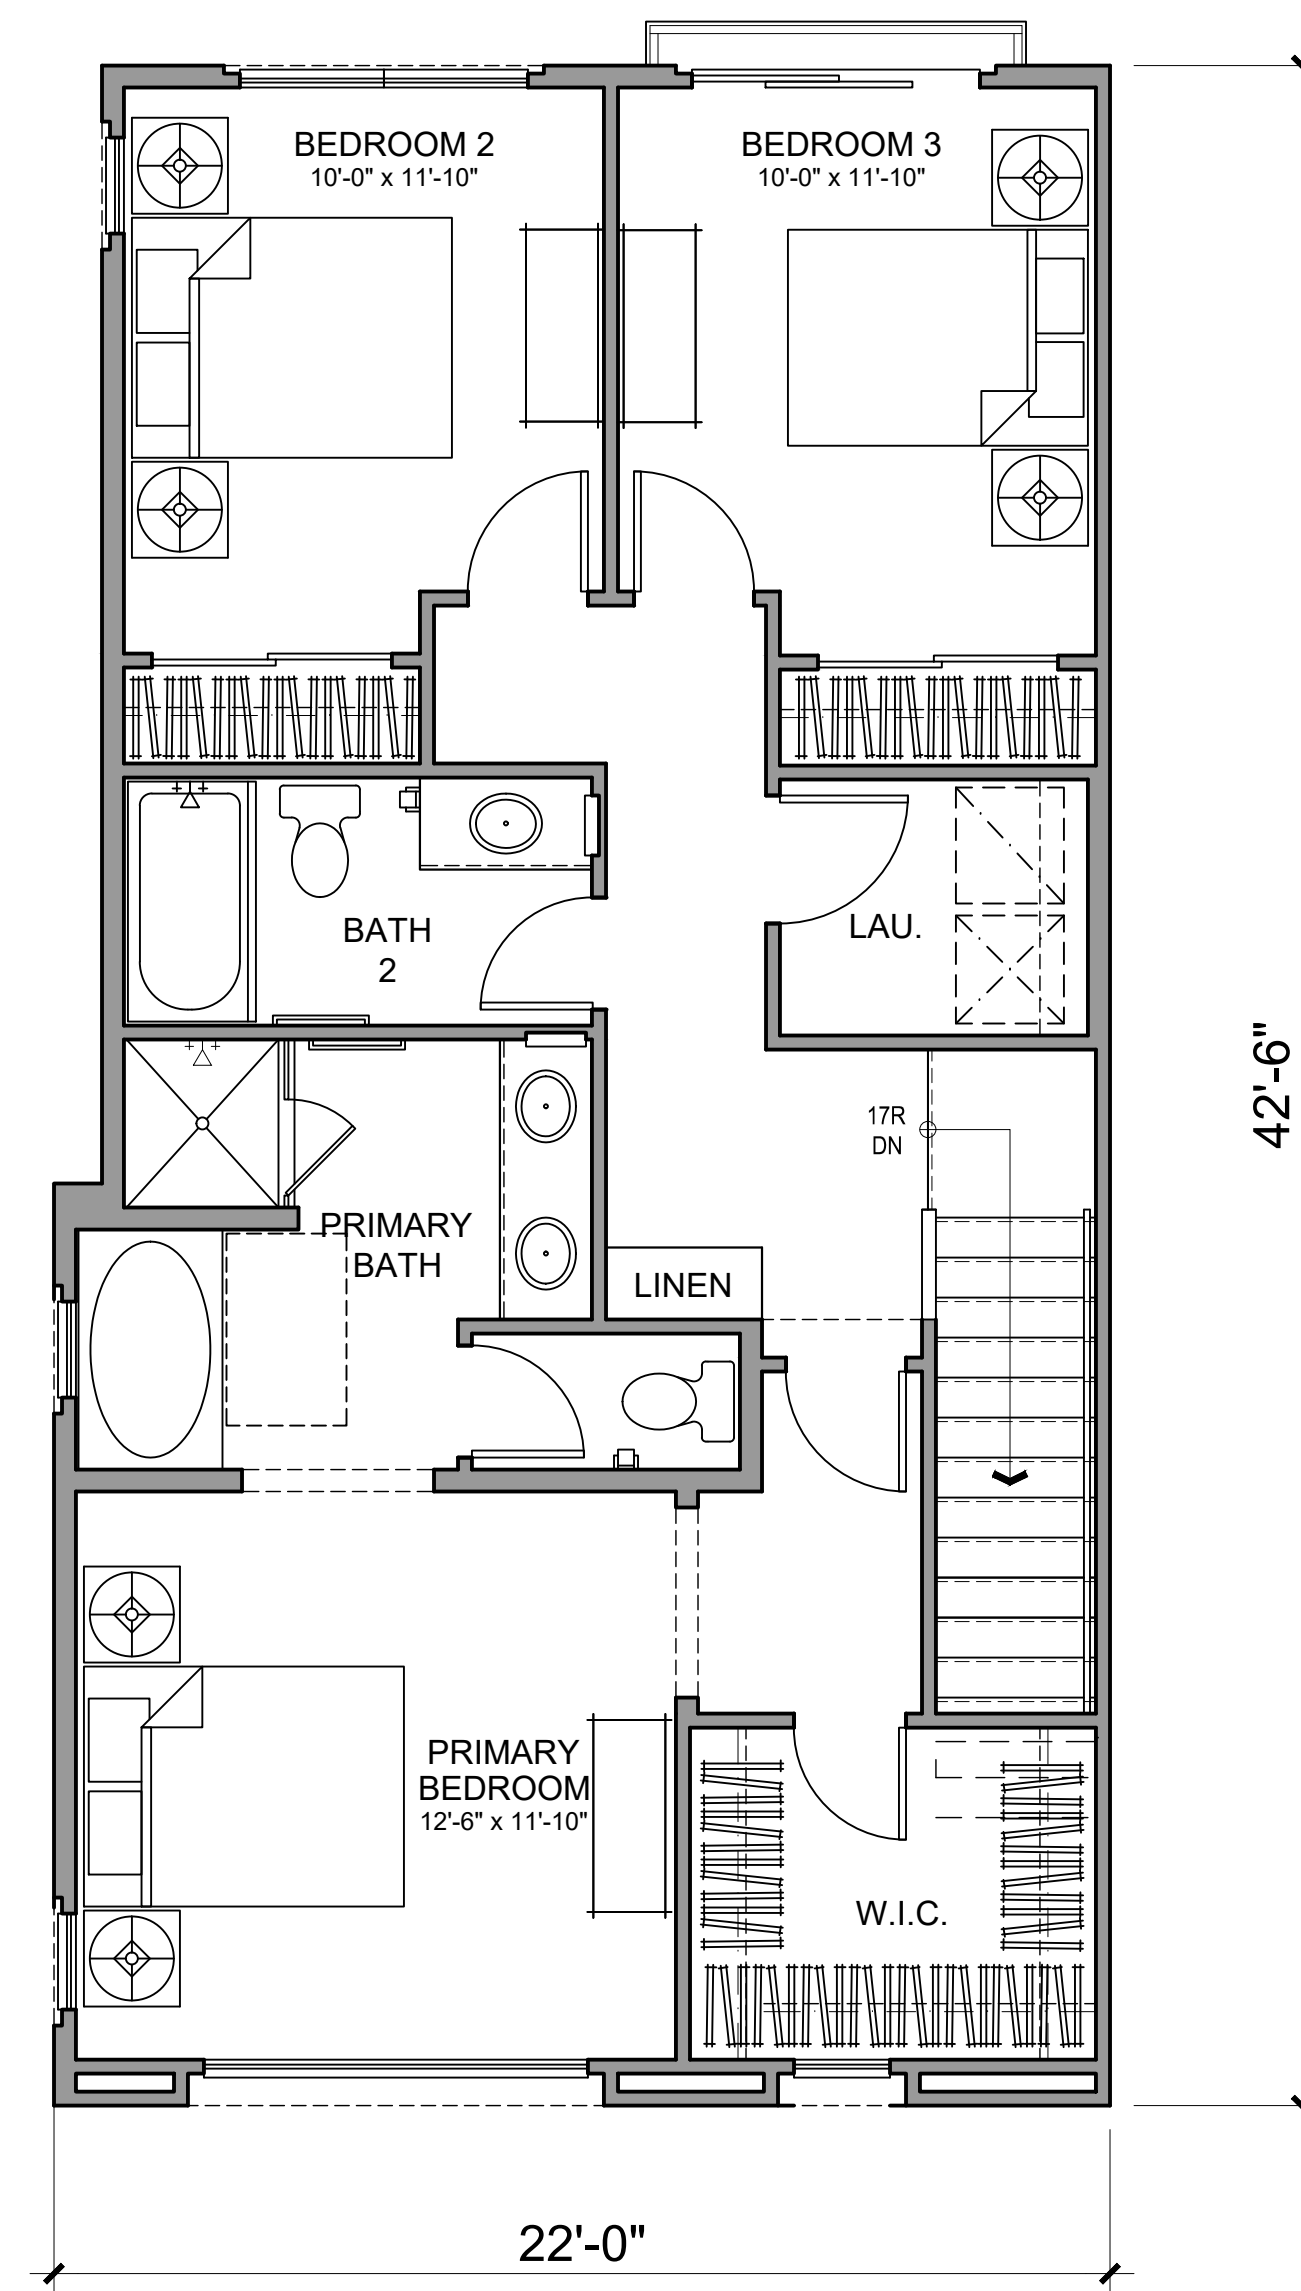 BEDROOM 2
10'-0" x 11'-10"
BEDROOM 3
10'-0" x 11'-10"
BATH
2
LAU.
42'-6"
17R
DN
PRIMARY
BATH
LINEN
PRIMARY
BEDROOM
12'-6" x 11'-10"
W.I.C.
22'-0"